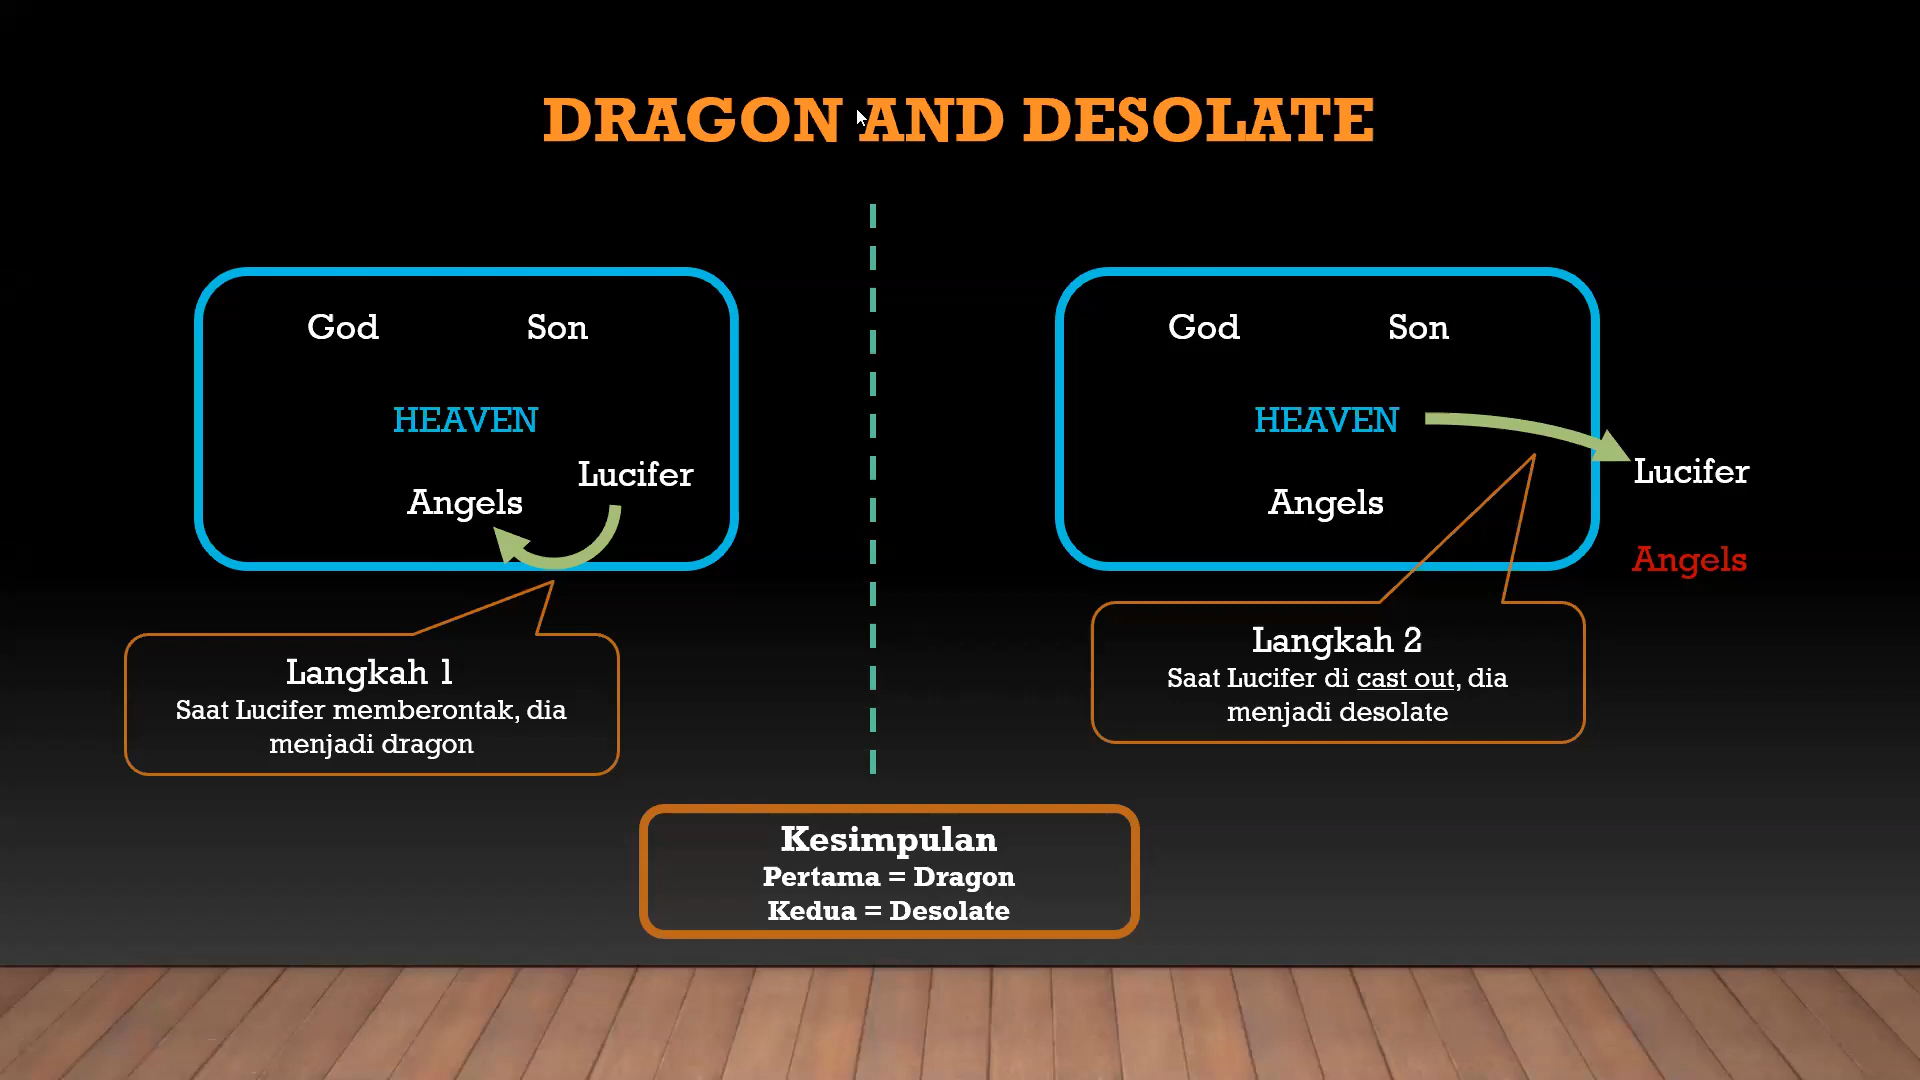 DRAGON AND DESOLATE
God Son
HEAVEN
Lucifer
Angels
Langkah 1
Saat Lucifer memberontak, dia
menjadi dragon
God Son
HEAVEN
Lucifer
Angels
Angels
Langkah 2
Saat Lucifer di cast out, dia
menjadi desolate
Kesimpulan
Pertama = Dragon
Kedua = Desolate